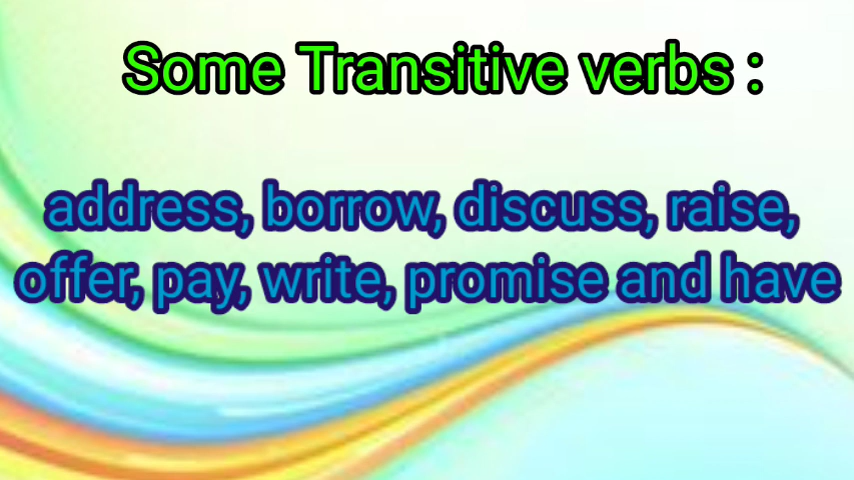 Some Transitive verbs :
address, borrow, discuss, raise,
offer, pay, write, promise and have